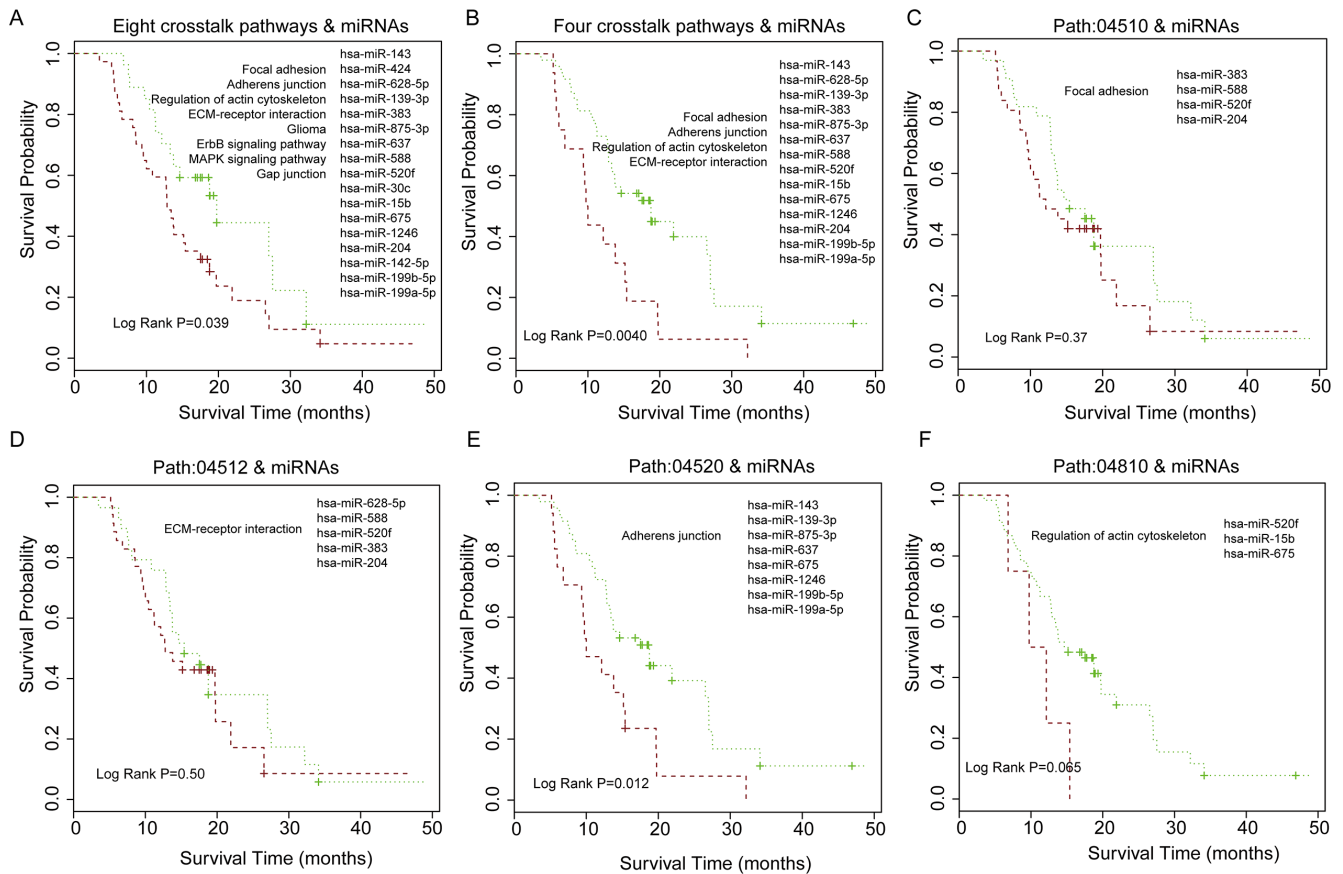 A
Eight crosstalk pathways & miRNAs
Survival Probability
1.0
0.8
0.6
0.4
0.2
0.0
Focal adhesion
Adherens junction
Regulation of actin cytoskeleton
ECM-receptor interaction
Glioma
ErbB signaling pathway
MAPK signaling pathway
Gap junction
hsa-miR-143
hsa-miR-424
hsa-miR-628-5p
hsa-miR-139-3p
hsa-miR-383
hsa-miR-875-3p
hsa-miR-637
hsa-miR-588
hsa-miR-520f
hsa-miR-30c
hsa-miR-15b
hsa-miR-675
hsa-miR-1246
hsa-miR-204
hsa-miR-142-5p
hsa-miR-199b-5p
hsa-miR-199a-5p
Log Rank P=0.039
0 10 20 30 40 50
Survival Time (months)
B
Four crosstalk pathways & miRNAs
Survival Probability
1.0
0.8
0.6
0.4
0.2
0.0
Focal adhesion
Adherens junction
Regulation of actin cytoskeleton
ECM-receptor interaction
hsa-miR-143
hsa-miR-628-5p
hsa-miR-139-3p
hsa-miR-383
hsa-miR-875-3p
hsa-miR-637
hsa-miR-588
hsa-miR-520f
hsa-miR-15b
hsa-miR-675
hsa-miR-1246
hsa-miR-204
hsa-miR-199b-5p
hsa-miR-199a-5p
Log Rank P=0.0040
0 10 20 30 40 50
Survival Time (months)
C
Path:04510 & miRNAs
Survival Probability
1.0
0.8
0.6
0.4
0.2
0.0
Focal adhesion
hsa-miR-383
hsa-miR-588
hsa-miR-520f
hsa-miR-204
Log Rank P=0.37
0 10 20 30 40 50
Survival Time (months)
D
Path:04512 & miRNAs
Survival Probability
1.0
0.8
0.6
0.4
0.2
0.0
ECM-receptor interaction
hsa-miR-628-5p
hsa-miR-588
hsa-miR-520f
hsa-miR-383
hsa-miR-204
Log Rank P=0.50
0 10 20 30 40 50
Survival Time (months)
E
Path:04520 & miRNAs
Survival Probability
1.0
0.8
0.6
0.4
0.2
0.0
Adherens junction
hsa-miR-143
hsa-miR-139-3p
hsa-miR-875-3p
hsa-miR-637
hsa-miR-675
hsa-miR-1246
hsa-miR-199b-5p
hsa-miR-199a-5p
Log Rank P=0.012
0 10 20 30 40 50
Survival Time (months)
F
Path:04810 & miRNAs
Survival Probability
1.0
0.8
0.6
0.4
0.2
0.0
Regulation of actin cytoskeleton
hsa-miR-520f
hsa-miR-15b
hsa-miR-675
Log Rank P=0.065
0 10 20 30 40 50
Survival Time (months)